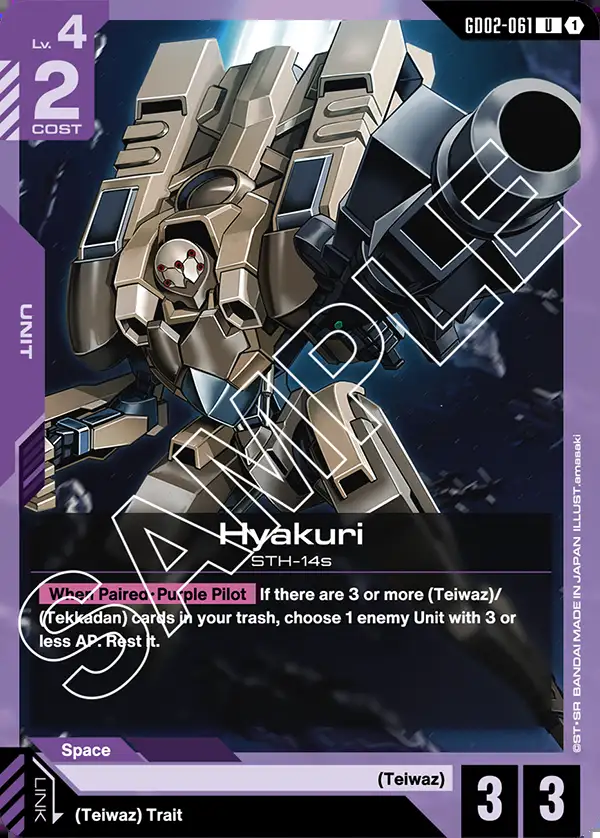 GD02-061 U 1
Lv. 4
2
COST
UNIT
SAMPLE
Hyakuri
STH-14s
When Paired･Purple Pilot If there are 3 or more (Teiwaz)/
(Tekkadan) cards in your trash, choose 1 enemy Unit with 3 or
less AP. Rest it.
©ST･SR BANDAI MADE IN JAPAN ILLUST.amasaki
Space
(Teiwaz)
LINK
(Teiwaz) Trait
3 3